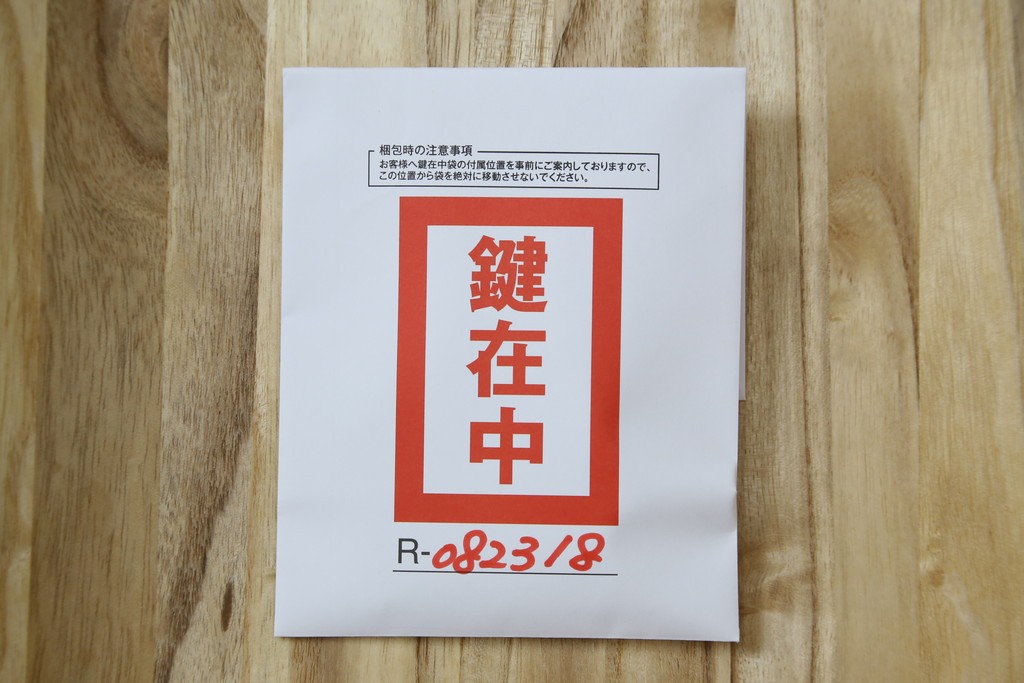 梱包時の注意事項
お客様へ鍵在中袋の付属位置を事前にご案内しておりますので、
この位置から袋を絶対に移動させないでください。
鍵在中
R-082318